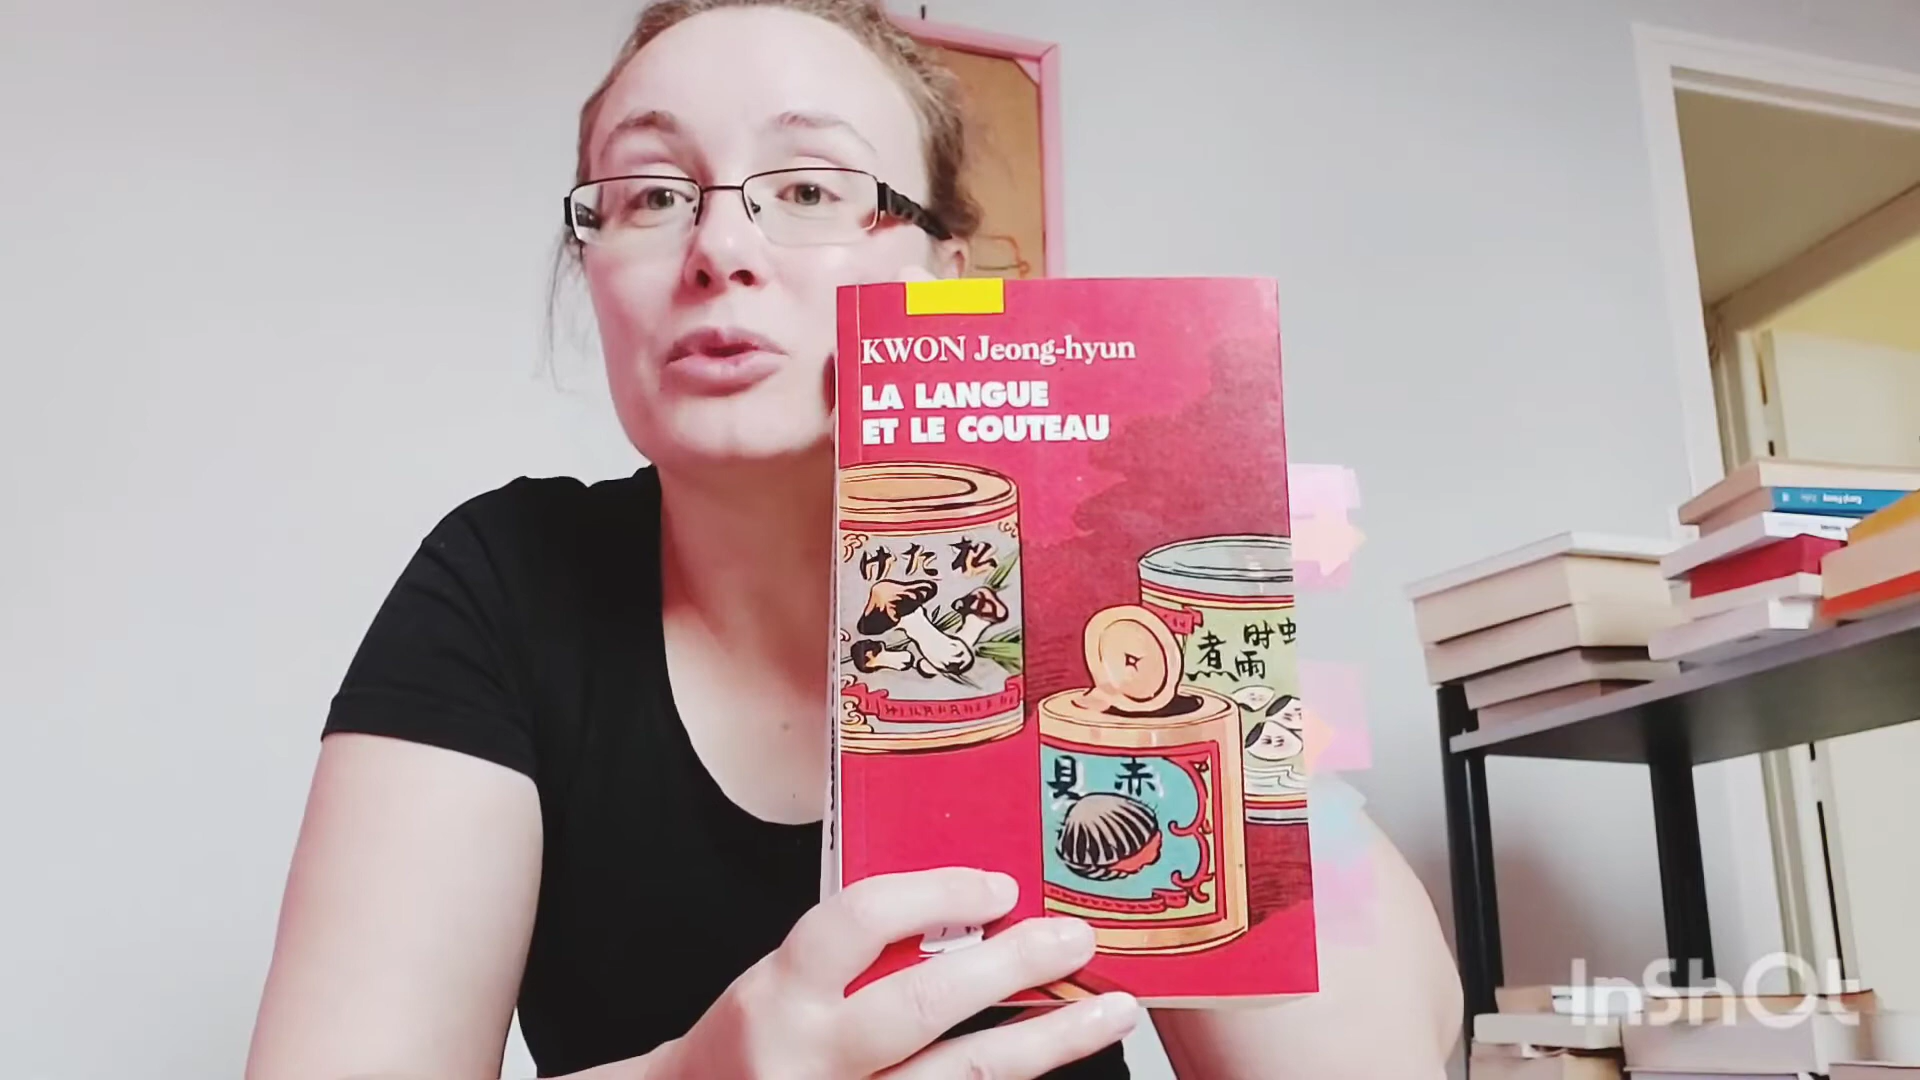 KWON Jeong-hyun
LA LANGUE
ET LE COUTEAU
けた松
煮
時雨
貝 赤
InShOt